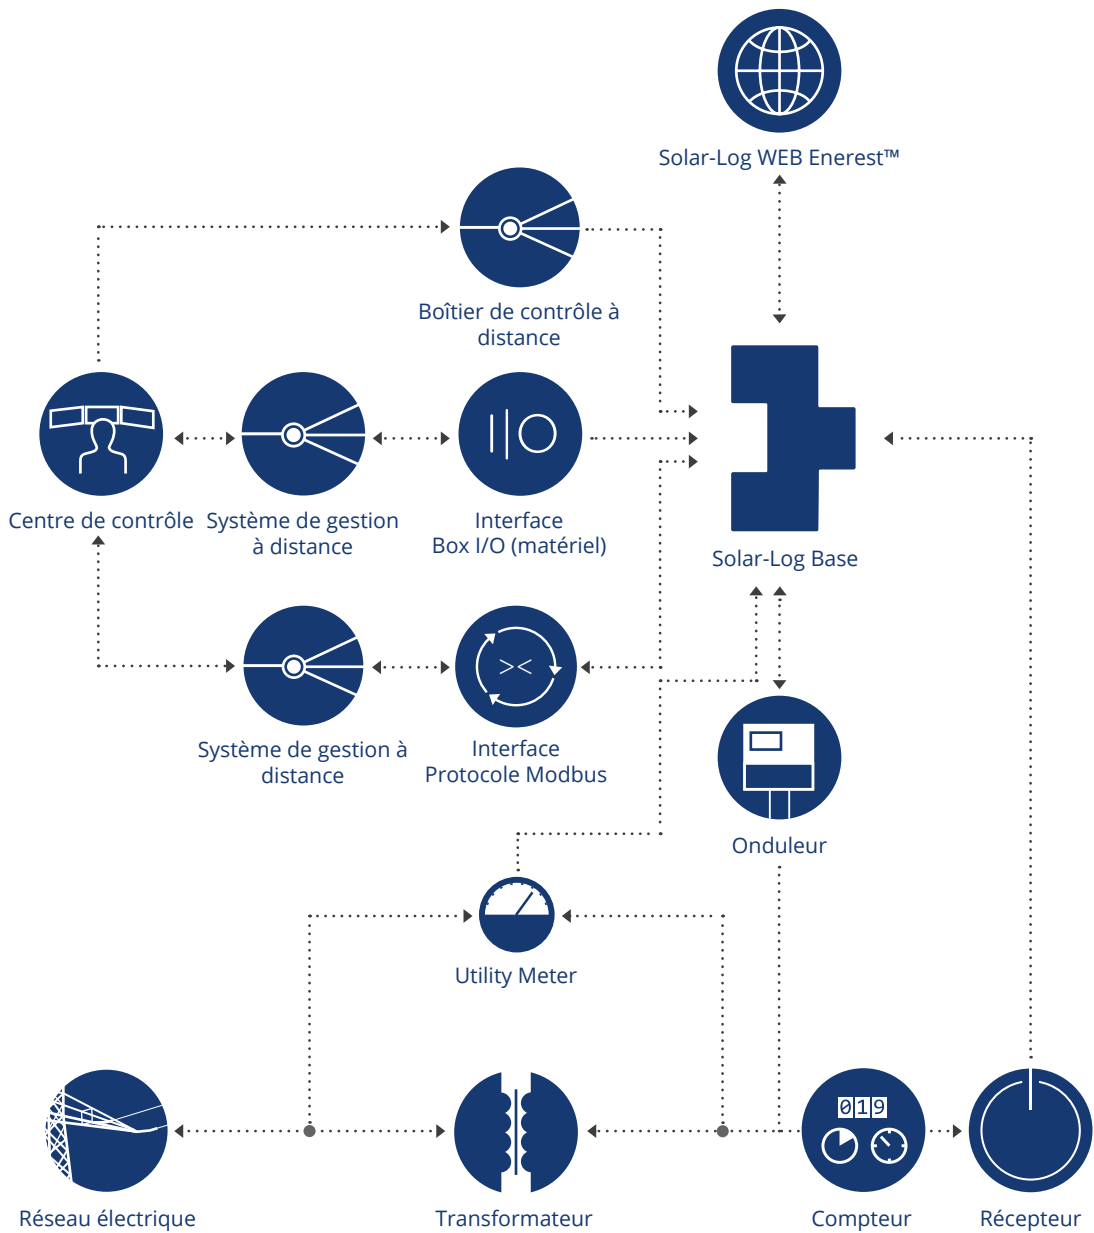 Solar-Log WEB Enerest™
Boîtier de contrôle à
distance
Centre de contrôle
Système de gestion
à distance
Interface
Box I/O (matériel)
Solar-Log Base
Système de gestion à
distance
><
Interface
Protocole Modbus
Onduleur
Utility Meter
019
Réseau électrique
Transformateur
Compteur
Récepteur